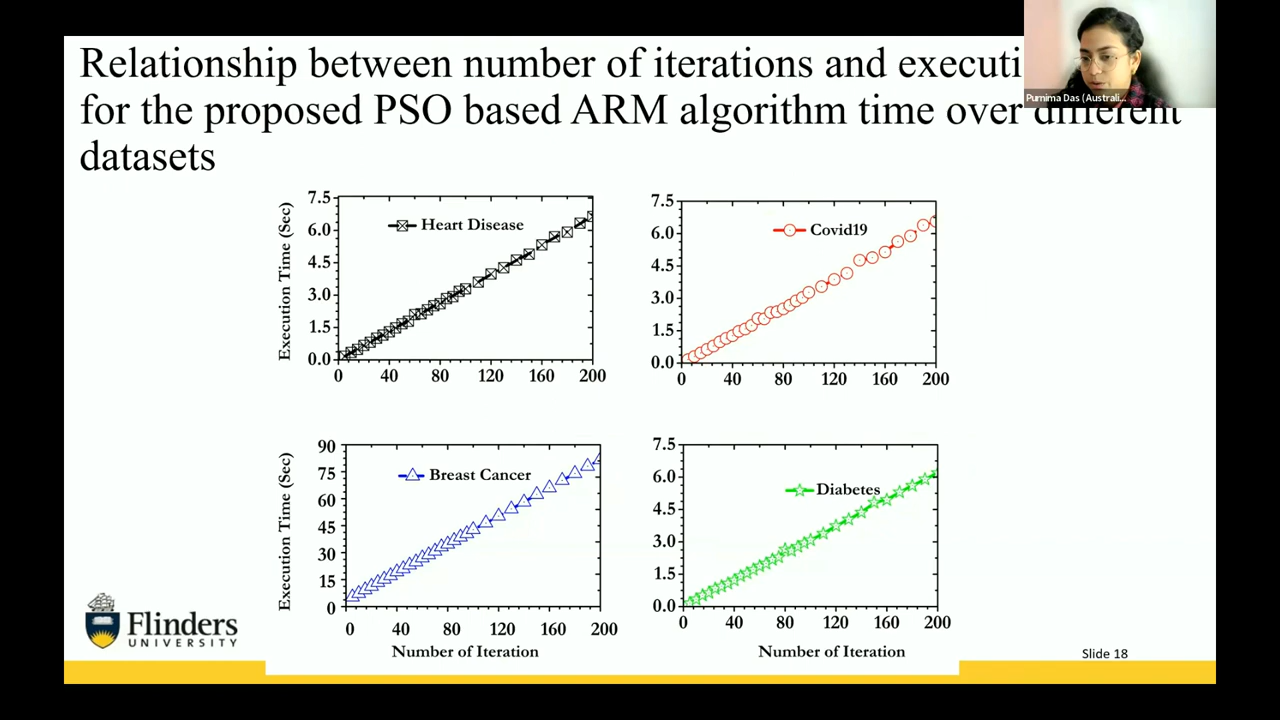 Relationship between number of iterations and executi
for the proposed PSO based ARM algorithm time over different
datasets
Purnima Das (Australi...
7.5
6.0
4.5
3.0
1.5
0.0
Execution Time (Sec)
Heart Disease
0 40 80 120 160 200
7.5
6.0
4.5
3.0
1.5
0.0
Covid19
0 40 80 120 160 200
90
75
60
45
30
15
0
Execution Time (Sec)
Breast Cancer
0 40 80 120 160 200
Number of Iteration
7.5
6.0
4.5
3.0
1.5
0.0
Diabetes
0 40 80 120 160 200
Number of Iteration
Flinders
UNIVERSITY
Slide 18